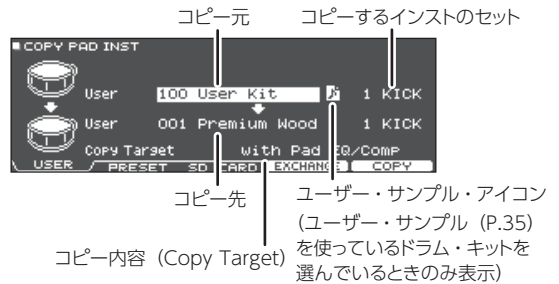 コピー元
コピーするインストのセット
■COPY PAD INST
User 100 User Kit 1 KICK
User 001 Premium Wood 1 KICK
Copy Target with Pad EQ/Comp
USER PRESET SD CARD EXCHANGE COPY
コピー先
ユーザー・サンプル・アイコン
(ユーザー・サンプル(P.35)
を使っているドラム・キットを
選んでいるときのみ表示)
コピー内容(Copy Target)